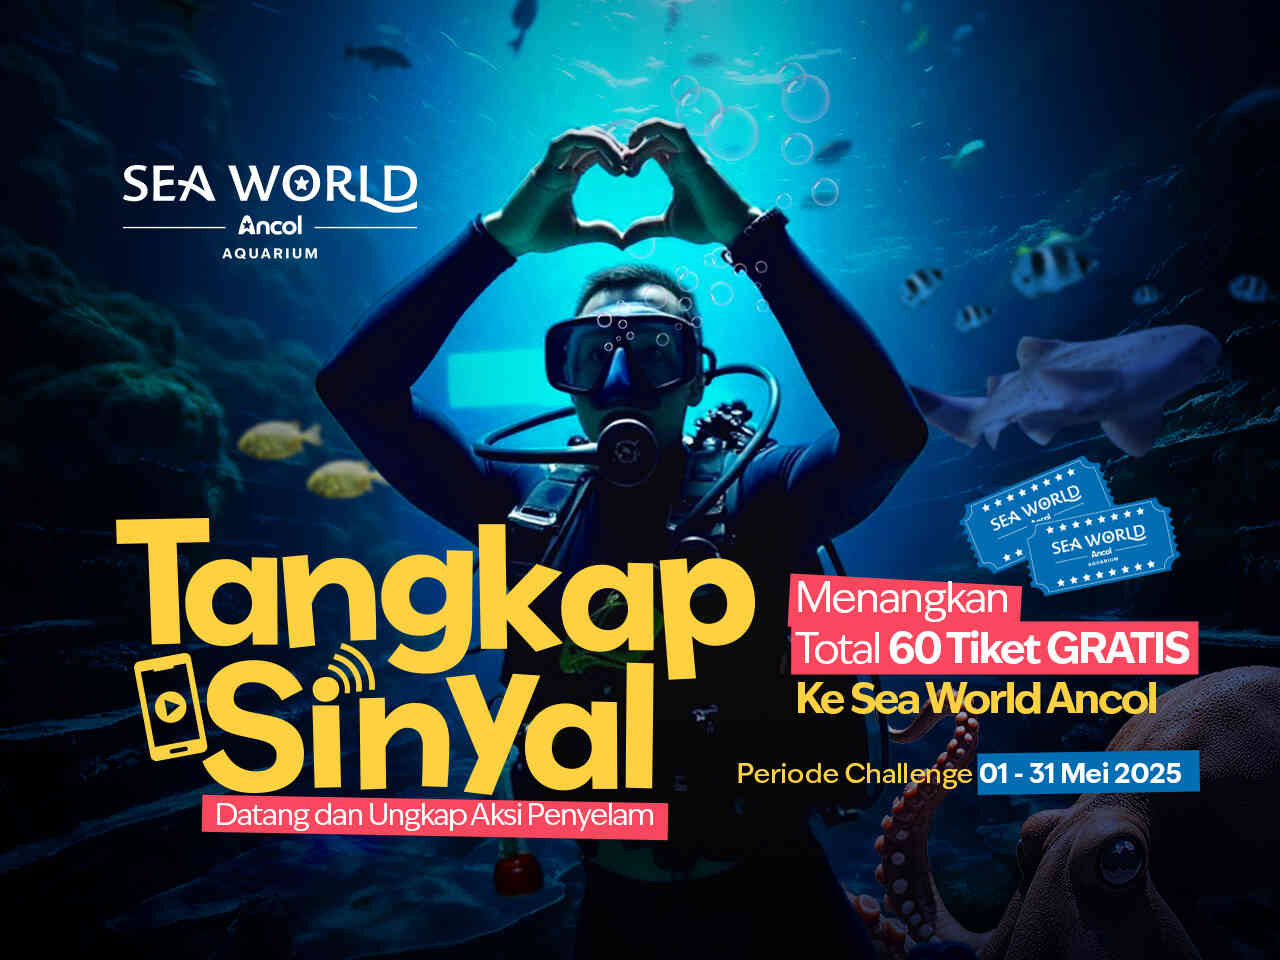 SEA WORLD
Ancol
AQUARIUM
Tangkap
Sinyal
Datang dan Ungkap Aksi Penyelam
SEA WORLD
Ancol
SEA WORLD
Ancol
AQUARIUM
Menangkan
Total 60 Tiket GRATIS
Ke Sea World Ancol
Periode Challenge 01 - 31 Mei 2025